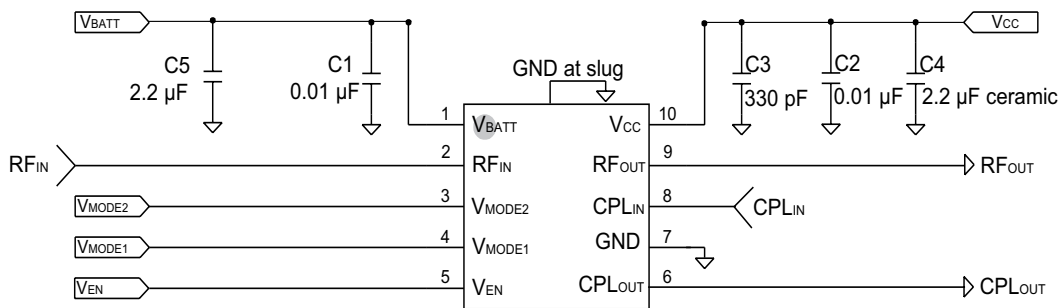 VBATT
VCC
C5
2.2 µF
C1
0.01 µF
GND at slug
C3
330 pF
C2
0.01 µF
C4
2.2 µF ceramic
1
VBATT
VCC
10
RFIN
2
RFIN
RFOUT
9
RFOUT
VMODE2
3
VMODE2
CPLIN
8
CPLIN
VMODE1
4
VMODE1
GND
7
VEN
5
VEN
CPLOUT
6
CPLOUT